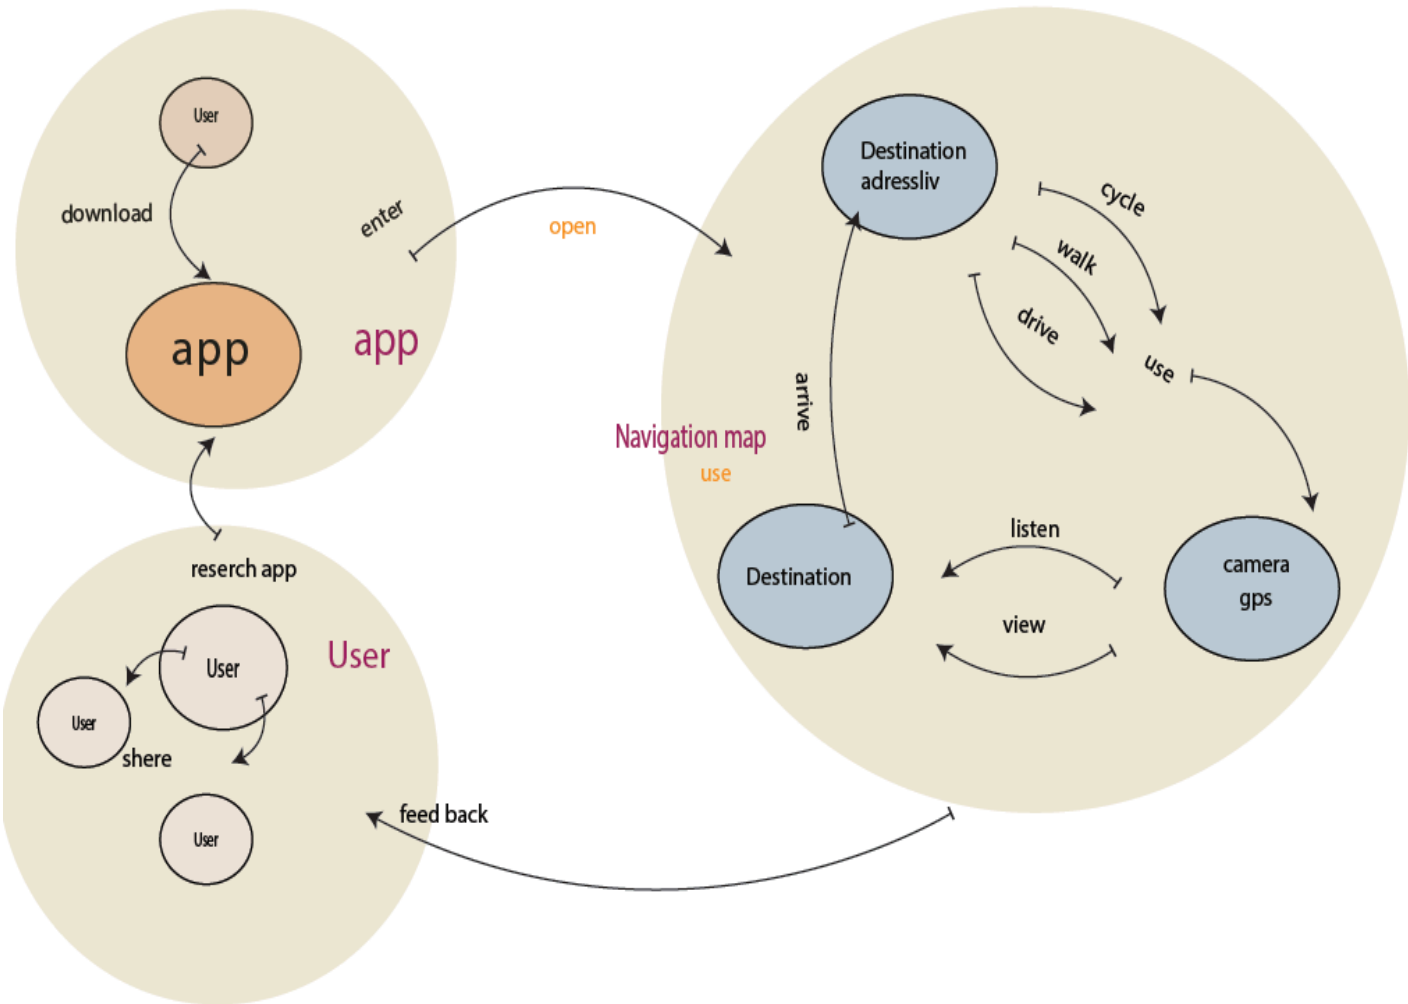 User
download
enter
app
app
open
reserch app
User
User
User
shere
User
feed back
Destination
adressliv
cycle
walk
drive
use
arrive
Navigation map
use
Destination
listen
view
camera
gps